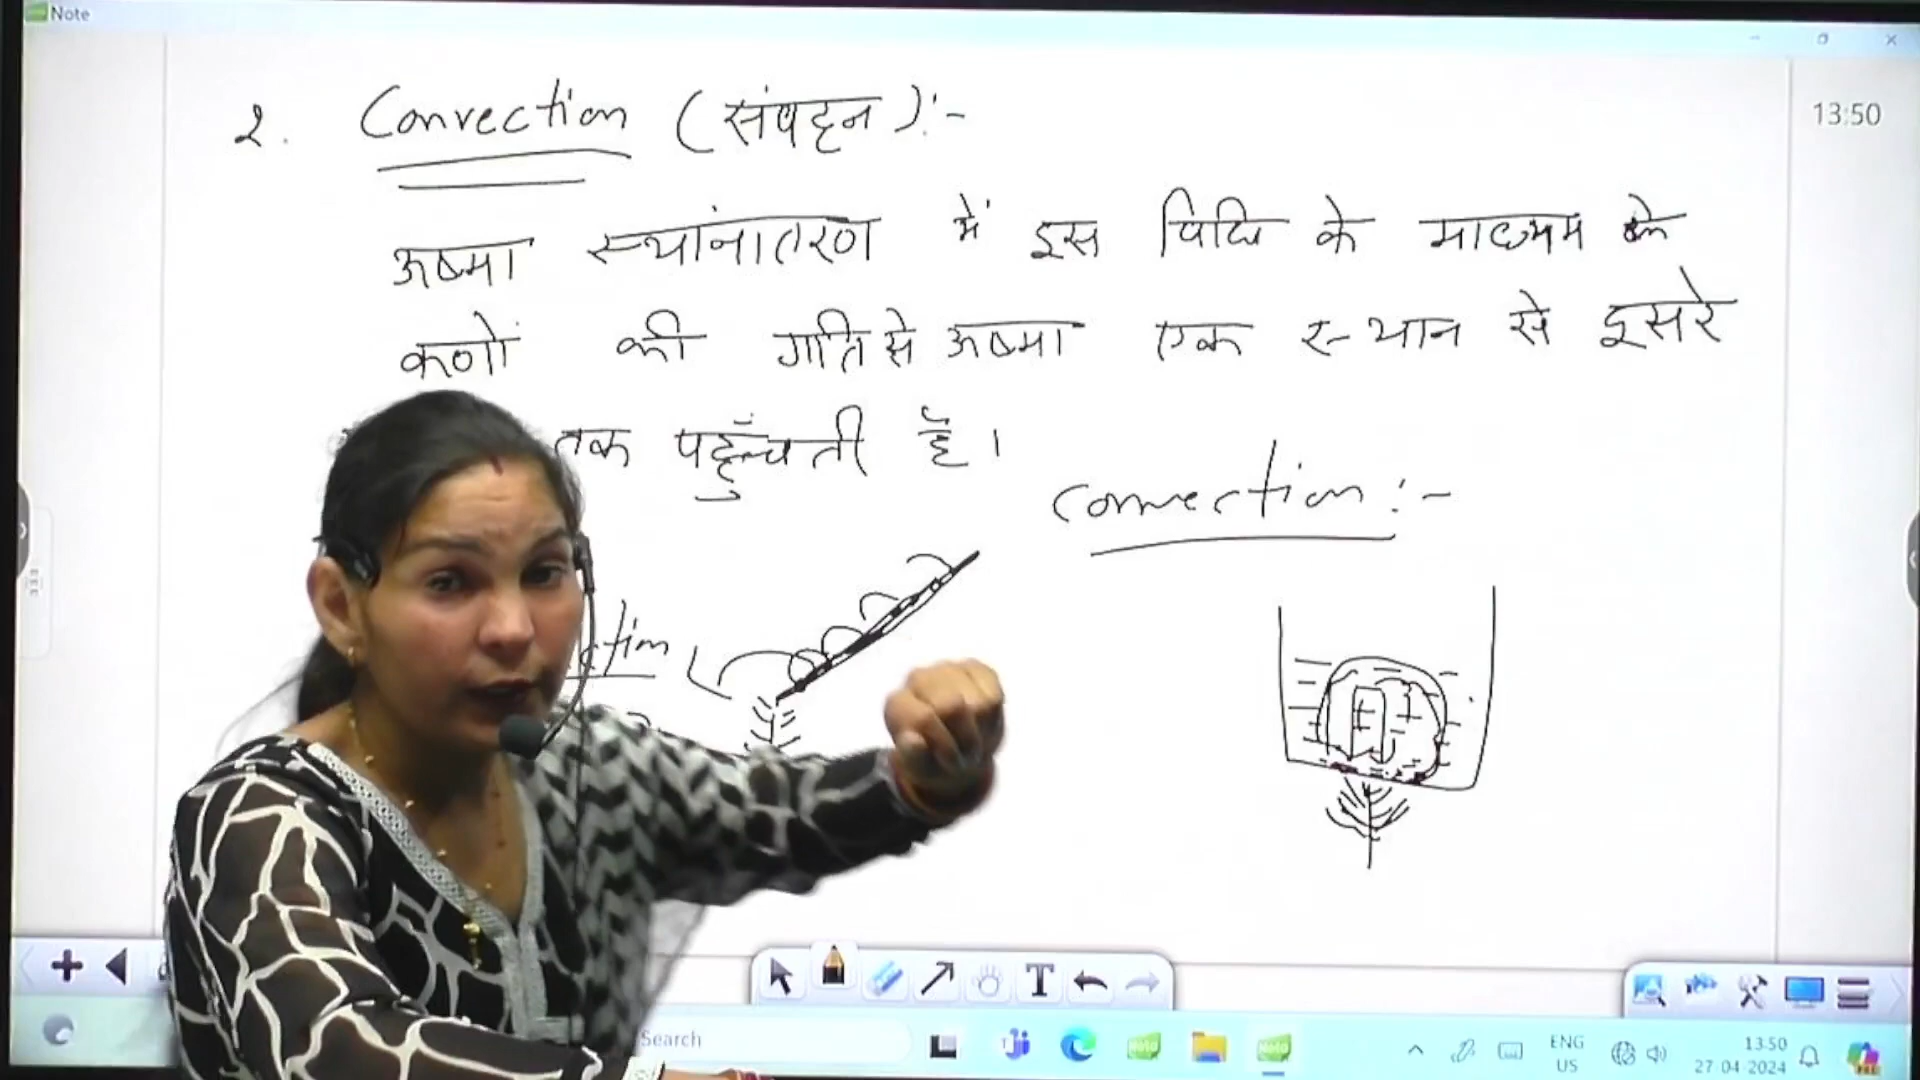 Note
13:50
2. Convection (संवहन):-
ऊष्मा स्थांनातरण में इस विधि के माध्यम के
कणों की गति से ऊष्मा एक स्थान से दूसरे
तक पहुँचती है।
Convection:-
ction
T
Search
ENG
US
13:50
27-04-2024